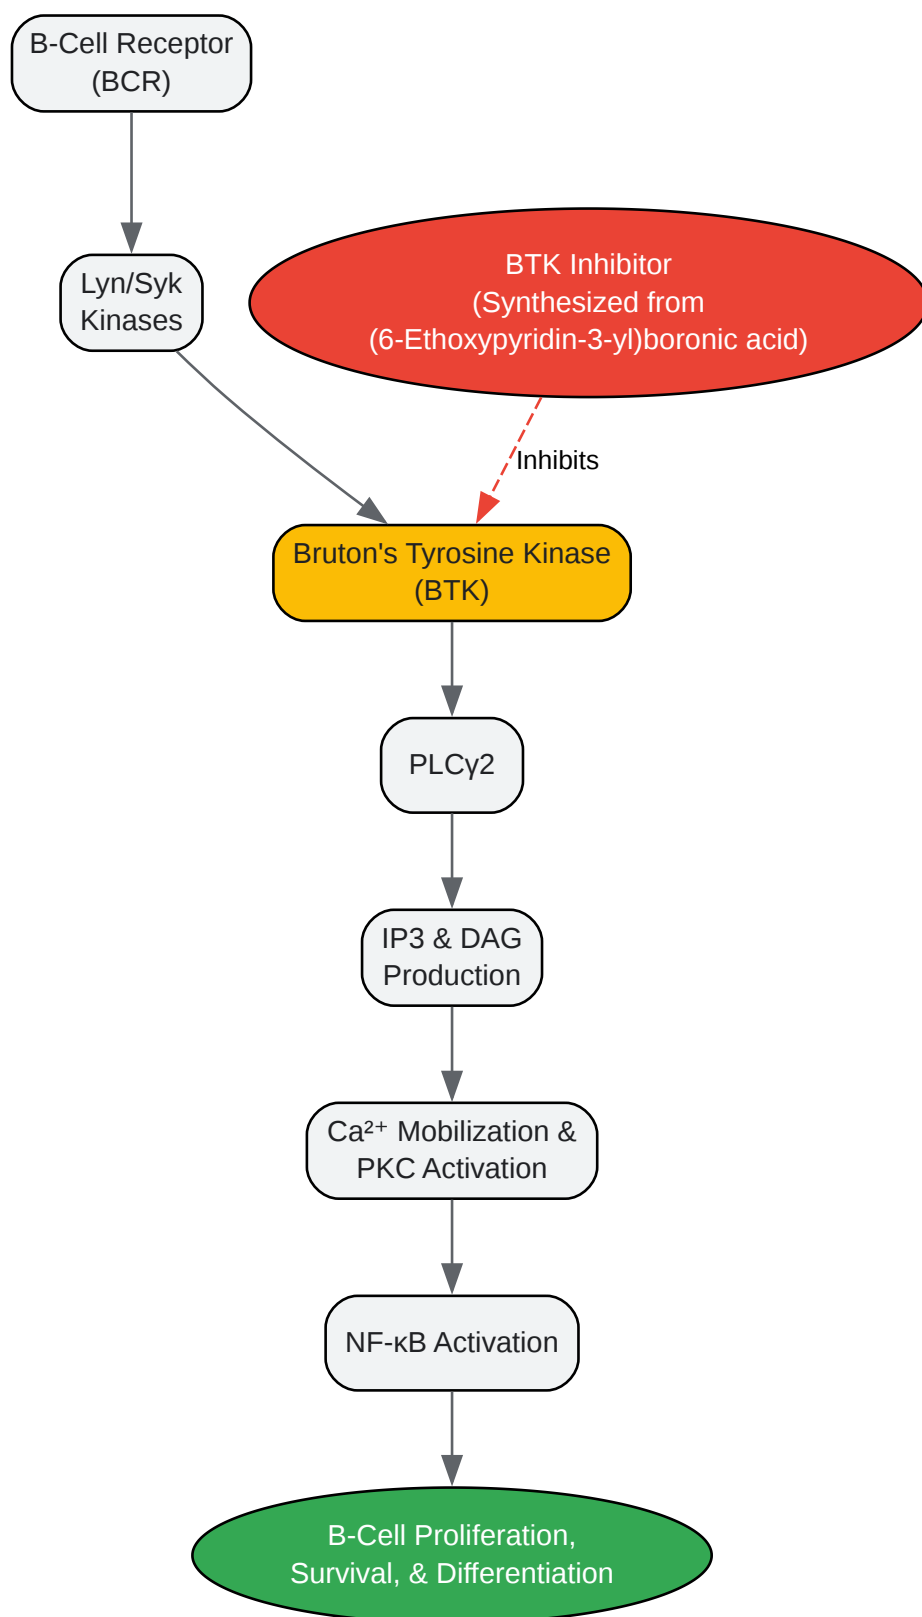 B-Cell Receptor
(BCR)
Lyn/Syk
Kinases
BTK Inhibitor
(Synthesized from
(6-Ethoxypyridin-3-yl)boronic acid)
Inhibits
Bruton's Tyrosine Kinase
(BTK)
PLCγ2
IP3 & DAG
Production
Ca²⁺ Mobilization &
PKC Activation
NF-κB Activation
B-Cell Proliferation,
Survival, & Differentiation